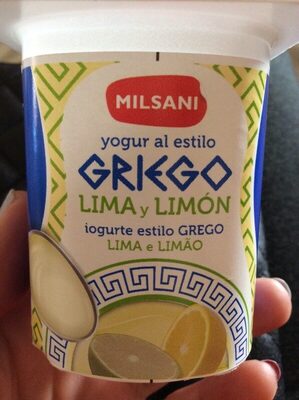 MILSANI
yogur al estilo
GRIEGO
LIMA y LIMÓN
iogurte estilo GREGO
LIMA e LIMÃO